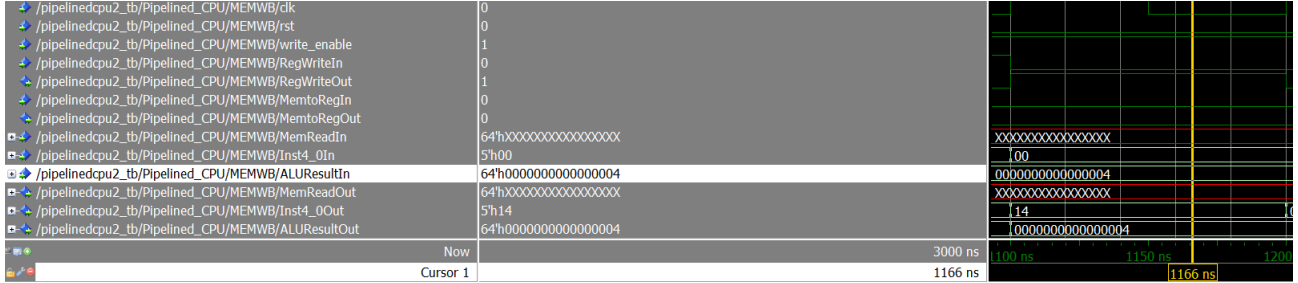 /pipelinedcpu2_tb/Pipelined_CPU/MEMWB/clk 0
/pipelinedcpu2_tb/Pipelined_CPU/MEMWB/rst 0
/pipelinedcpu2_tb/Pipelined_CPU/MEMWB/write_enable 1
/pipelinedcpu2_tb/Pipelined_CPU/MEMWB/RegWriteIn 0
/pipelinedcpu2_tb/Pipelined_CPU/MEMWB/RegWriteOut 1
/pipelinedcpu2_tb/Pipelined_CPU/MEMWB/MemtoRegIn 0
/pipelinedcpu2_tb/Pipelined_CPU/MEMWB/MemtoRegOut 0
/pipelinedcpu2_tb/Pipelined_CPU/MEMWB/MemReadIn 64'hXXXXXXXXXXXXXXXX XXXXXXXXXXXXXXXX
/pipelinedcpu2_tb/Pipelined_CPU/MEMWB/Inst4_0In 5'h00 00
/pipelinedcpu2_tb/Pipelined_CPU/MEMWB/ALUResultIn 64'h0000000000000004 0000000000000004
/pipelinedcpu2_tb/Pipelined_CPU/MEMWB/MemReadOut 64'hXXXXXXXXXXXXXXXX XXXXXXXXXXXXXXXX
/pipelinedcpu2_tb/Pipelined_CPU/MEMWB/Inst4_0Out 5'h14 14
/pipelinedcpu2_tb/Pipelined_CPU/MEMWB/ALUResultOut 64'h0000000000000004 0000000000000004
Now 3000 ns 1100 ns 1150 ns 1200
Cursor 1 1166 ns 1166 ns